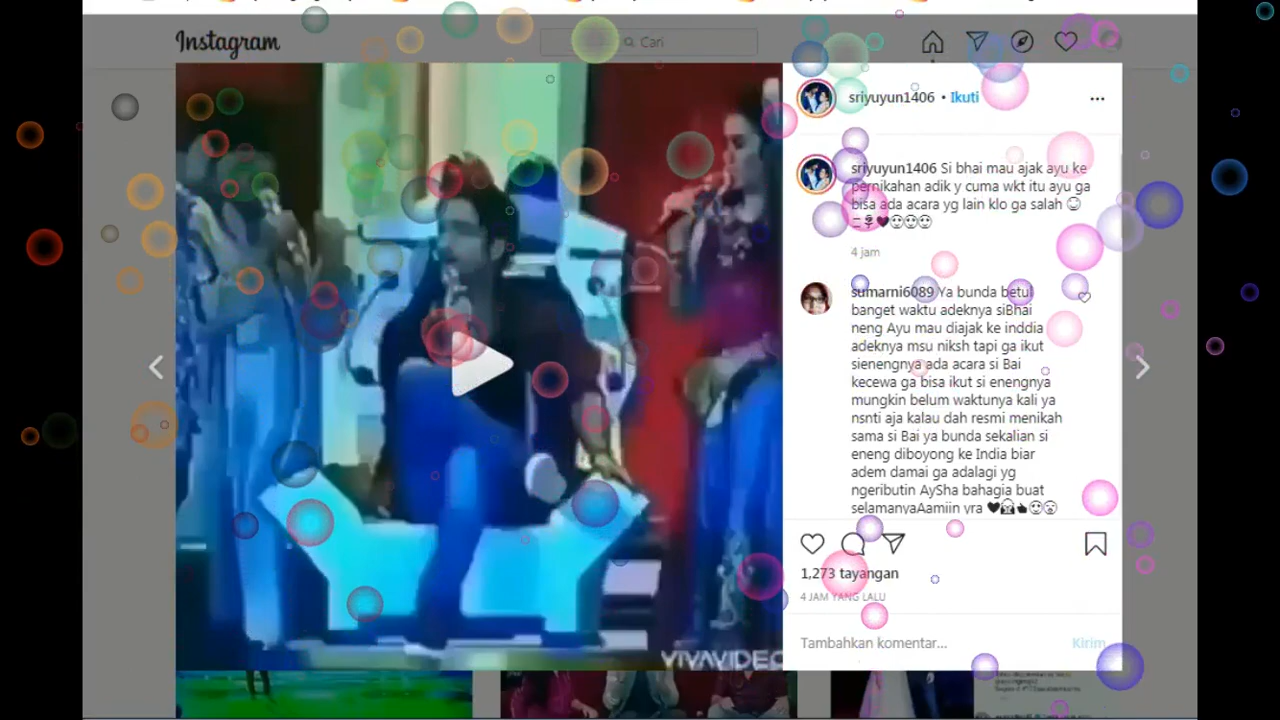 Instagram
Cari
sriyuyun1406 • Ikuti
sriyuyun1406 Si bhai mau ajak ayu ke
pernikahan adik y cuma wkt itu ayu ga
bisa ada acara yg lain klo ga salah
4 jam
sumarni6089 Ya bunda betul
banget waktu adeknya siBhai
neng Ayu mau diajak ke inddia
adeknya msu niksh tapi ga ikut
sienengnya ada acara si Bai
kecewa ga bisa ikut si enengnya
mungkin belum waktunya kali ya
nsnti aja kalau dah resmi menikah
sama si Bai ya bunda sekalian si
eneng diboyong ke India biar
adem damai ga adalagi yg
ngeributin AySha bahagia buat
selamanyaAamiin yra
1,273 tayangan
4 JAM YANG LALU
Tambahkan komentar...
Kirim
VIVAVIDEO